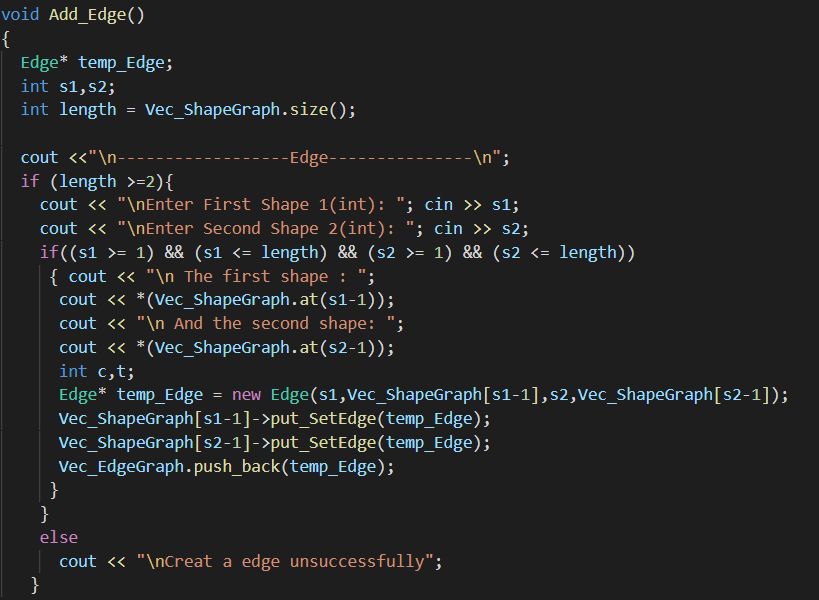 void Add_Edge()
{
  Edge* temp_Edge;
  int s1,s2;
  int length = Vec_ShapeGraph.size();

  cout <<"\n------------------Edge---------------\n";
  if (length >=2){
    cout << "\nEnter First Shape 1(int): "; cin >> s1;
    cout << "\nEnter Second Shape 2(int): "; cin >> s2;
    if((s1 >= 1) && (s1 <= length) && (s2 >= 1) && (s2 <= length))
     { cout << "\n The first shape : ";
      cout << *(Vec_ShapeGraph.at(s1-1));
      cout << "\n And the second shape: ";
      cout << *(Vec_ShapeGraph.at(s2-1));
      int c,t;
      Edge* temp_Edge = new Edge(s1,Vec_ShapeGraph[s1-1],s2,Vec_ShapeGraph[s2-1]);
      Vec_ShapeGraph[s1-1]->put_SetEdge(temp_Edge);
      Vec_ShapeGraph[s2-1]->put_SetEdge(temp_Edge);
      Vec_EdgeGraph.push_back(temp_Edge);
     }
    }
    else
      cout << "\nCreat a edge unsuccessfully";
   }